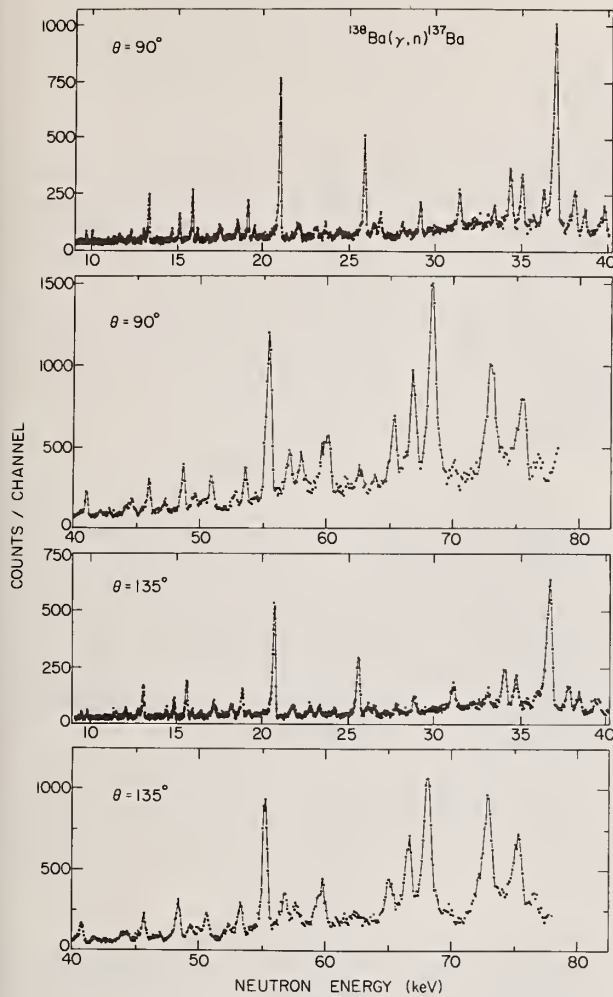 ¹³⁸Ba(γ,n)¹³⁷Ba
θ = 90°
1000
750
500
250
0
10 15 20 25 30 35 40
θ = 90°
1500
1000
500
0
40 50 60 70 80
COUNTS / CHANNEL
θ = 135°
750
500
250
0
10 15 20 25 30 35 40
θ = 135°
1000
500
0
40 50 60 70 80
NEUTRON ENERGY (keV)